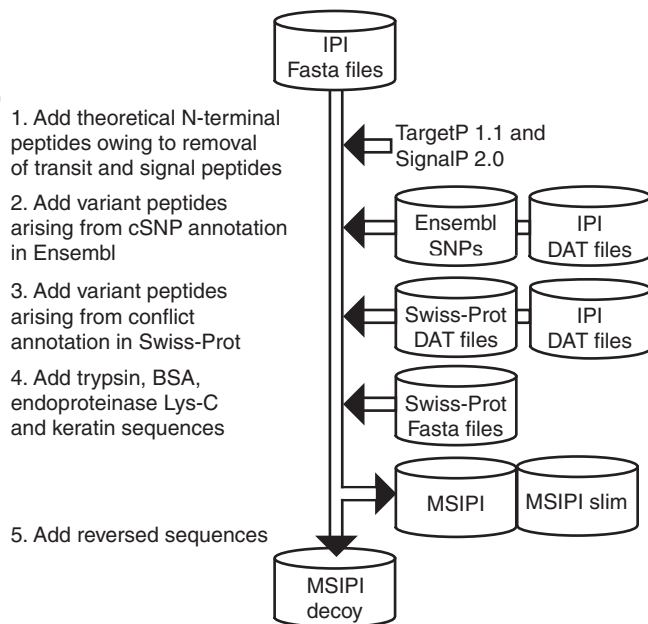 IPI
Fasta files
1. Add theoretical N-terminal
peptides owing to removal
of transit and signal peptides
TargetP 1.1 and
SignalP 2.0
2. Add variant peptides
arising from cSNP annotation
in Ensembl
Ensembl
SNPs
IPI
DAT files
3. Add variant peptides
arising from conflict
annotation in Swiss-Prot
Swiss-Prot
DAT files
IPI
DAT files
4. Add trypsin, BSA,
endoproteinase Lys-C
and keratin sequences
Swiss-Prot
Fasta files
MSIPI
MSIPI slim
5. Add reversed sequences
MSIPI
decoy